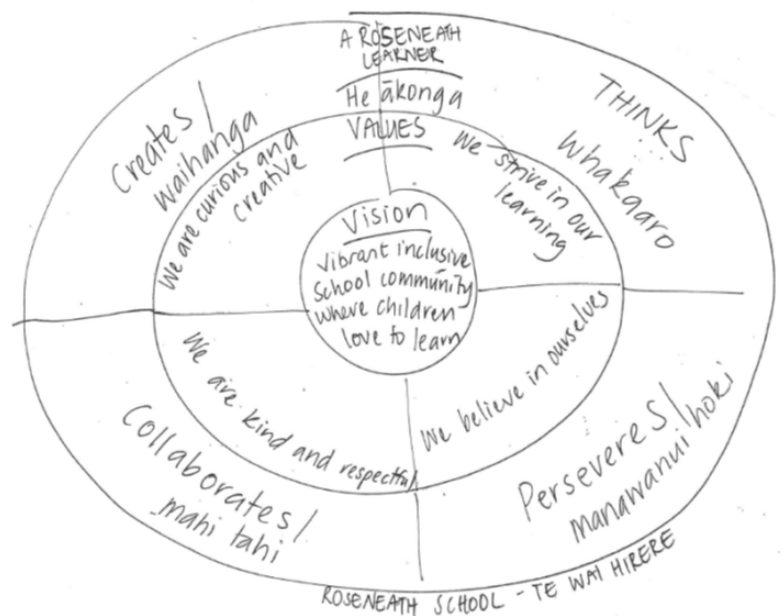 A ROSENEATH
LEARNER
He ākonga
VALUES
Creates/
waihanga
THINKS
whakaaro
We are curious and
creative
We strive in our
learning
Vision
vibrant inclusive
school community
where children
love to learn
We are kind and respectful
We believe in ourselves
Collaborates/
mahi tahi
Perseveres/
manawanui hoki
ROSENEATH SCHOOL - TE WAI HIRERE